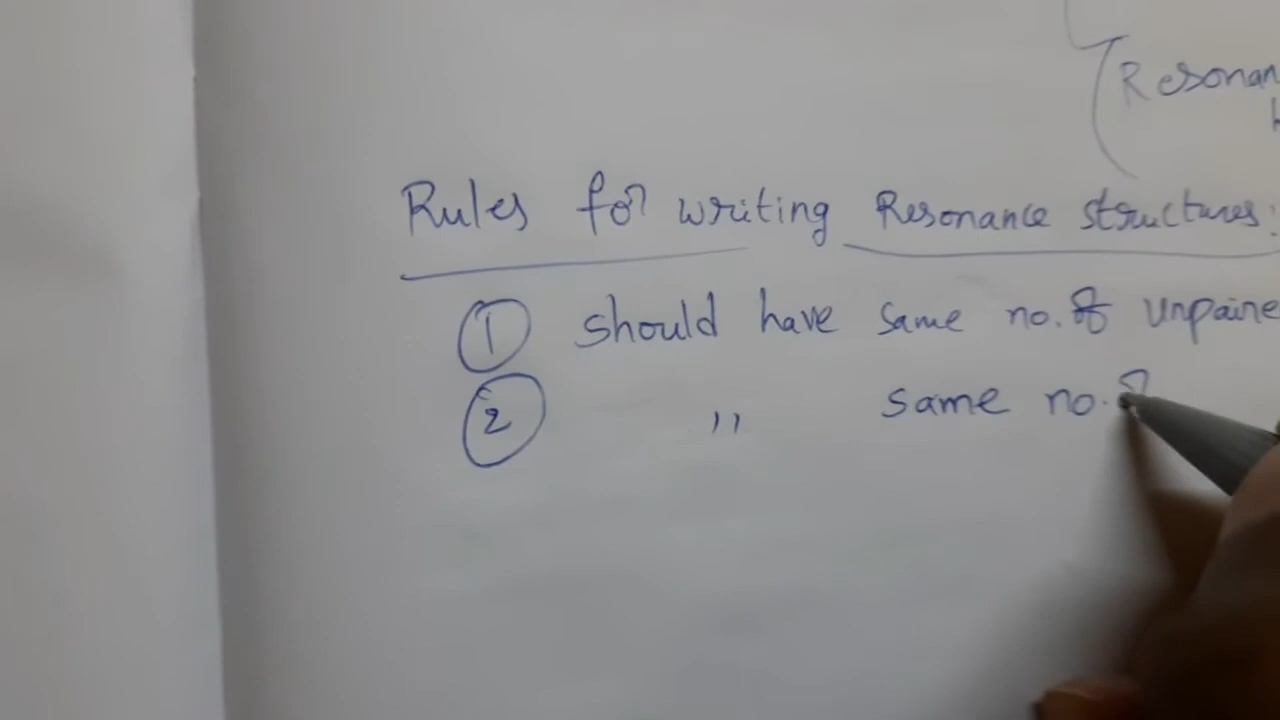 Resonan
Rules for writing Resonance structures:
① should have same no. of unpaire
② " same no.